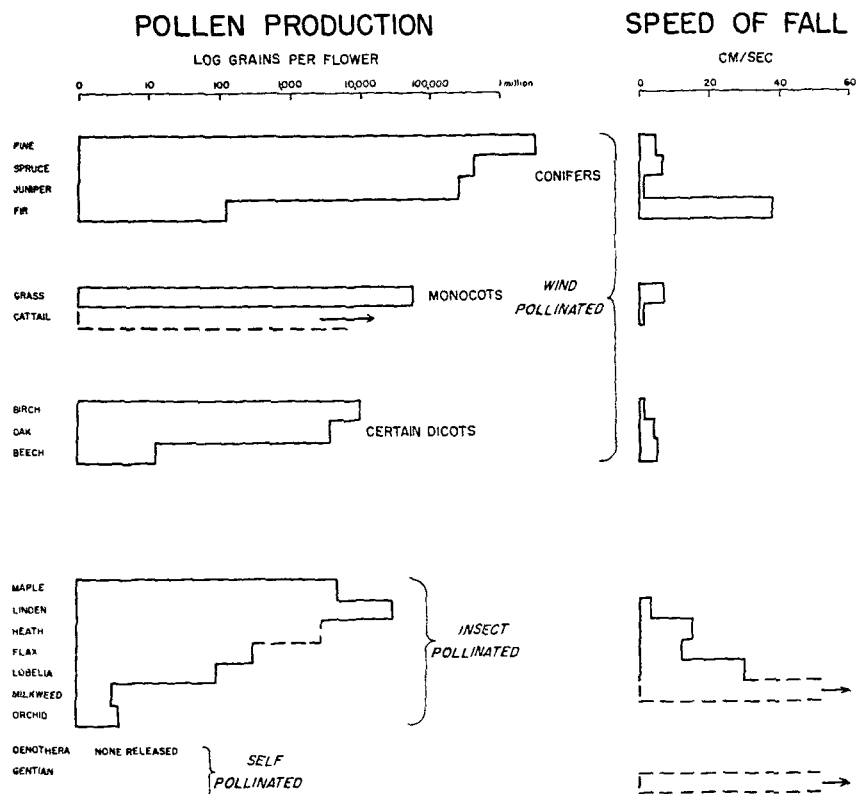 POLLEN PRODUCTION
LOG GRAINS PER FLOWER
0 10 100 1,000 10,000 100,000 1 million
SPEED OF FALL
CM/SEC
0 20 40 60
PINE
SPRUCE
JUNIPER
FIR
CONIFERS
GRASS
CATTAIL
MONOCOTS
WIND
POLLINATED
BIRCH
OAK
BEECH
CERTAIN DICOTS
MAPLE
LINDEN
HEATH
FLAX
LOBELIA
MILKWEED
ORCHID
INSECT
POLLINATED
OENOTHERA NONE RELEASED
GENTIAN
SELF
POLLINATED